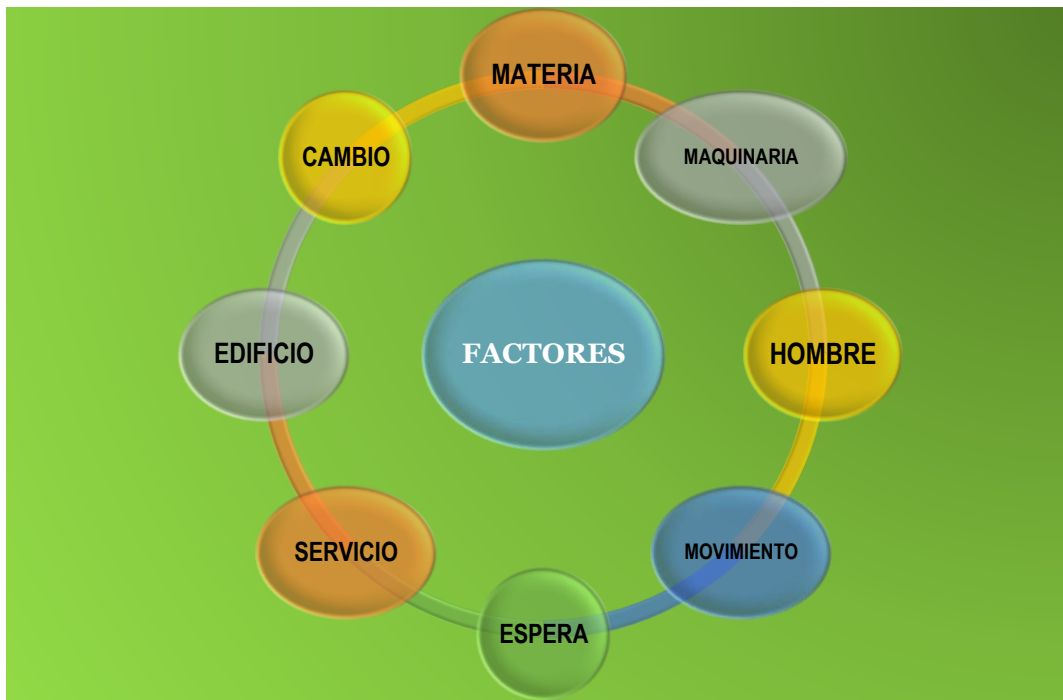 MATERIA
MAQUINARIA
HOMBRE
MOVIMIENTO
ESPERA
SERVICIO
EDIFICIO
CAMBIO
FACTORES